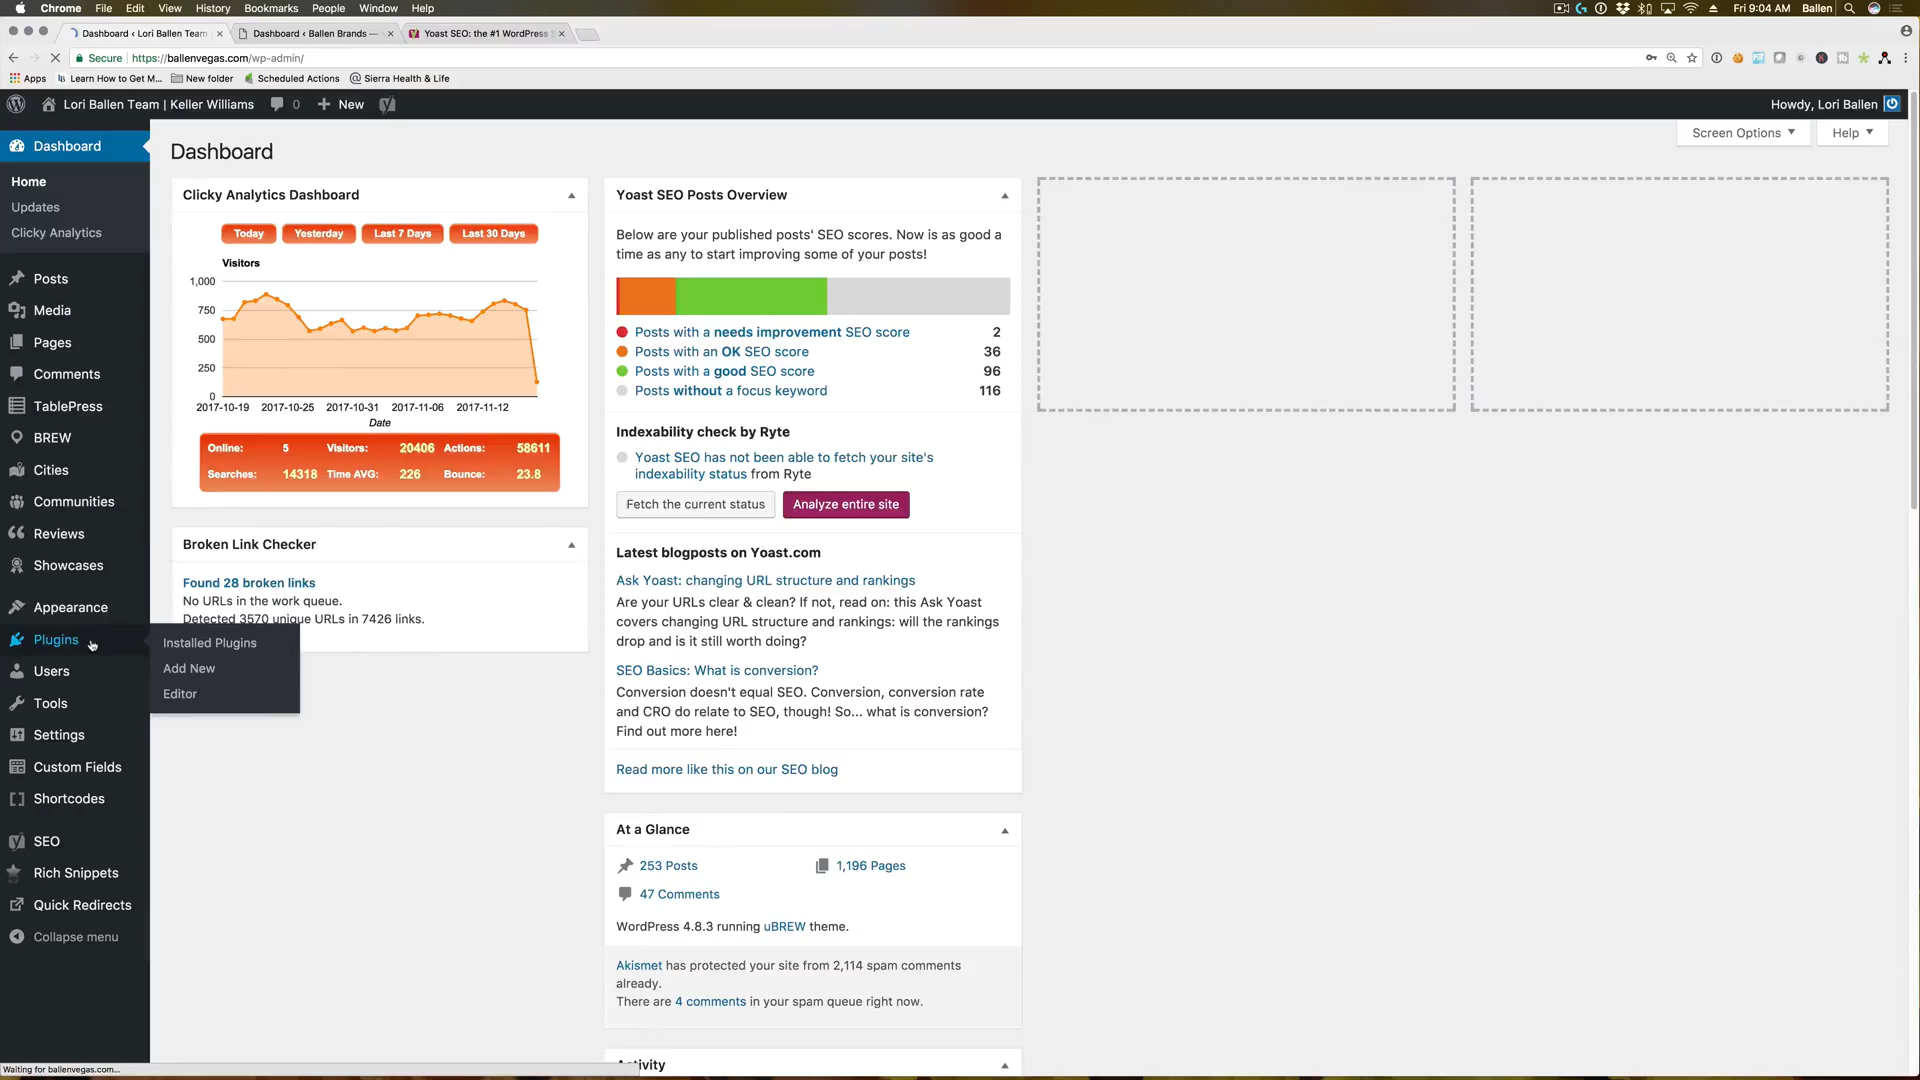 Chrome File Edit View History Bookmarks People Window Help Fri 9:04 AM Ballen
Dashboard ‹ Lori Ballen Team Dashboard ‹ Ballen Brands — Yoast SEO: the #1 WordPress
Secure https://ballenvegas.com/wp-admin/
Apps Learn How to Get M... New folder Scheduled Actions Sierra Health & Life
Lori Ballen Team | Keller Williams 0 New Howdy, Lori Ballen
Screen Options Help
Dashboard
Home
Updates
Clicky Analytics
Posts
Media
Pages
Comments
TablePress
BREW
Cities
Communities
Reviews
Showcases
Appearance
Plugins
Users
Tools
Settings
Custom Fields
Shortcodes
SEO
Rich Snippets
Quick Redirects
Collapse menu
Installed Plugins
Add New
Editor
Dashboard
Clicky Analytics Dashboard
Today Yesterday Last 7 Days Last 30 Days
Visitors
1,000
750
500
250
0
2017-10-19 2017-10-25 2017-10-31 2017-11-06 2017-11-12
Date
Online: 5 Visitors: 20406 Actions: 58611
Searches: 14318 Time AVG: 226 Bounce: 23.8
Broken Link Checker
Found 28 broken links
No URLs in the work queue.
Detected 3570 unique URLs in 7426 links.
Yoast SEO Posts Overview
Below are your published posts' SEO scores. Now is as good a
time as any to start improving some of your posts!
Posts with a needs improvement SEO score 2
Posts with an OK SEO score 36
Posts with a good SEO score 96
Posts without a focus keyword 116
Indexability check by Ryte
Yoast SEO has not been able to fetch your site's
indexability status from Ryte
Fetch the current status Analyze entire site
Latest blogposts on Yoast.com
Ask Yoast: changing URL structure and rankings
Are your URLs clear & clean? If not, read on: this Ask Yoast
covers changing URL structure and rankings: will the rankings
drop and is it still worth doing?
SEO Basics: What is conversion?
Conversion doesn't equal SEO. Conversion, conversion rate
and CRO do relate to SEO, though! So... what is conversion?
Find out more here!
Read more like this on our SEO blog
At a Glance
253 Posts 1,196 Pages
47 Comments
WordPress 4.8.3 running uBREW theme.
Akismet has protected your site from 2,114 spam comments
already.
There are 4 comments in your spam queue right now.
Activity
Waiting for ballenvegas.com...